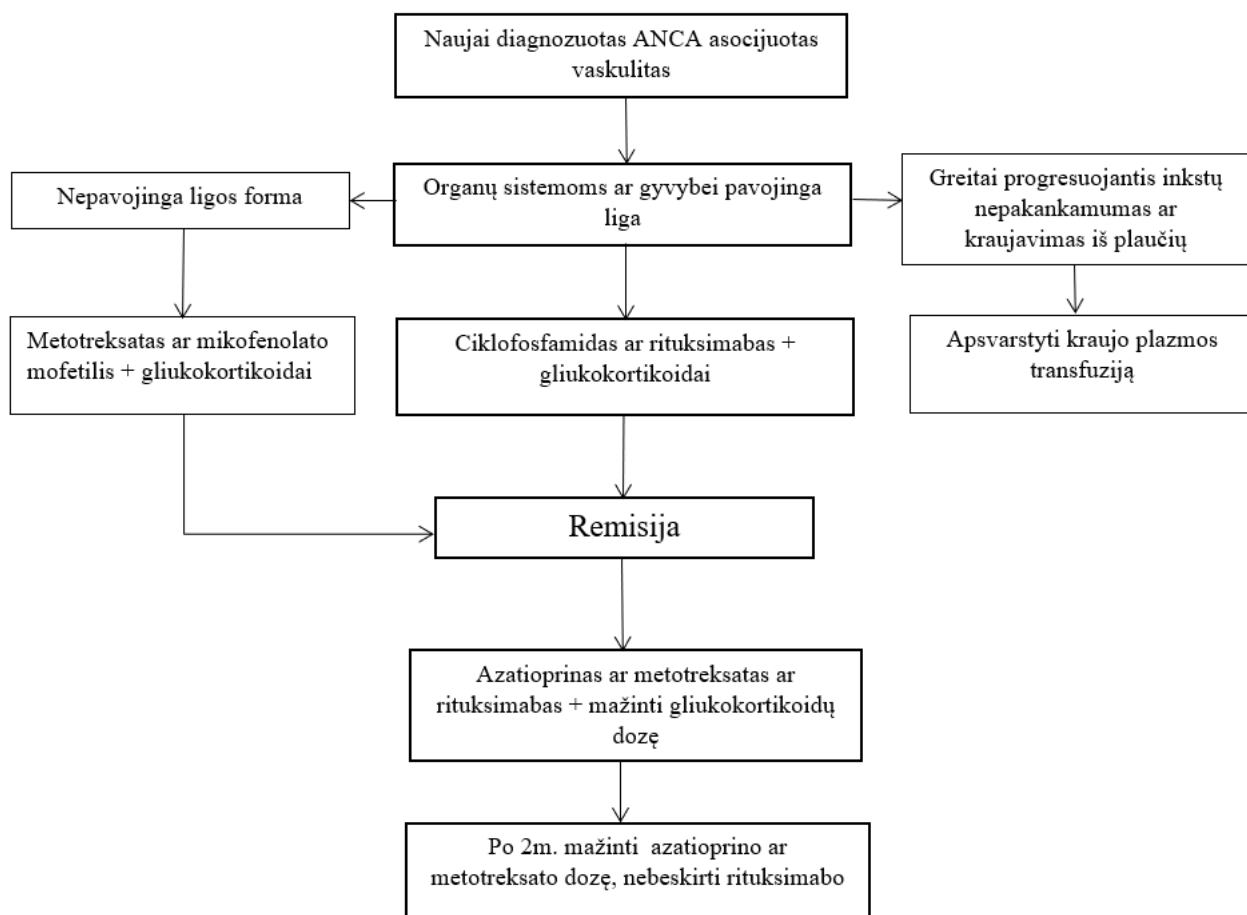 Naujai diagnozuotas ANCA asocijuotas
vaskulitas
Nepavojinga ligos forma
Organų sistemoms ar gyvybei pavojinga
liga
Greitai progresuojantis inkstų
nepakankamumas ar
kraujavimas iš plaučių
Metotreksatas ar mikofenolato
mofetilis + gliukokortikoidai
Ciklofosfamidas ar rituksimabas +
gliukokortikoidai
Apsvarstyti kraujo plazmos
transfuziją
Remisija
Azatioprinas ar metotreksatas ar
rituksimabas + mažinti gliukokortikoidų
dozę
Po 2m. mažinti azatioprino ar
metotreksato dozę, nebeskirti rituksimabo